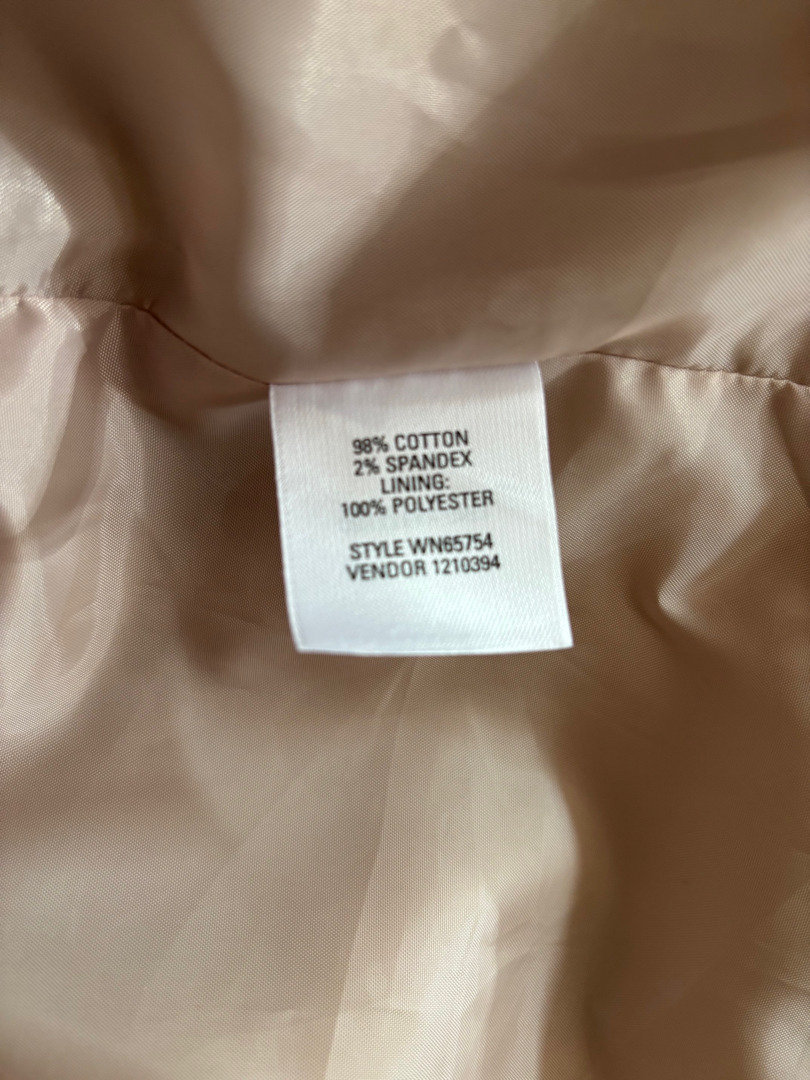 98% COTTON
2% SPANDEX
LINING:
100% POLYESTER
STYLE WN65754
VENDOR 1210394